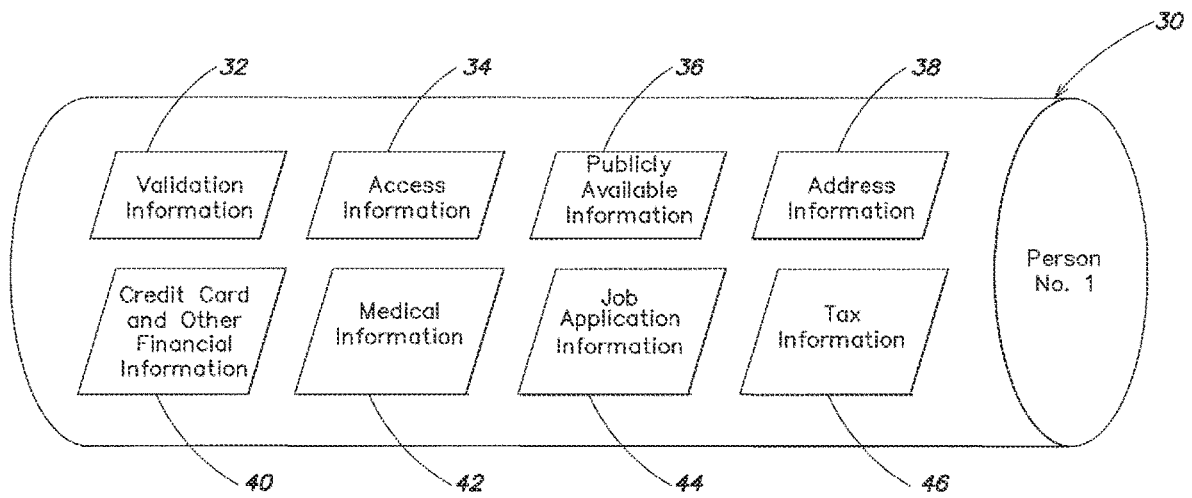 30
32
34
36
38
Validation
Information
Access
Information
Publicly
Available
Information
Address
Information
Person
No. 1
Credit Card
and Other
Financial
Information
Medical
Information
Job
Application
Information
Tax
Information
40
42
44
46